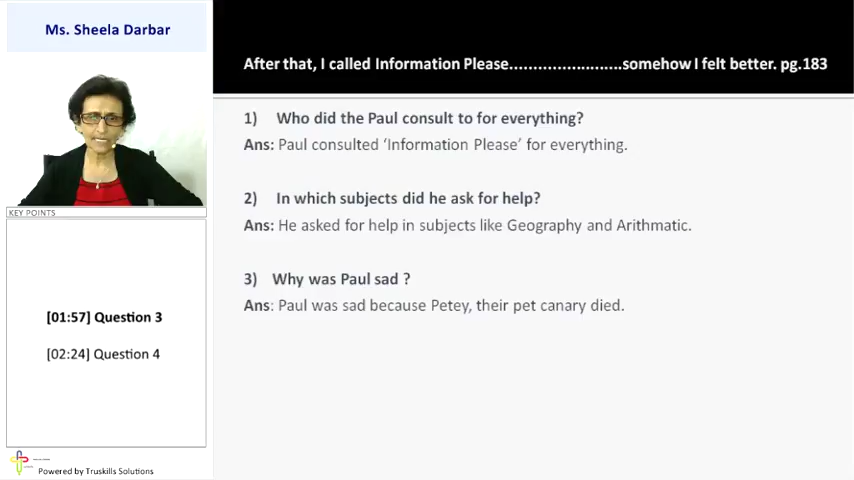 Ms. Sheela Darbar
After that, I called Information Please........................somehow I felt better. pg.183
1) Who did the Paul consult to for everything?
Ans: Paul consulted ‘Information Please’ for everything.
2) In which subjects did he ask for help?
Ans: He asked for help in subjects like Geography and Arithmatic.
3) Why was Paul sad ?
Ans: Paul was sad because Petey, their pet canary died.
KEY POINTS
[01:57] Question 3
[02:24] Question 4
Powered by Truskills Solutions